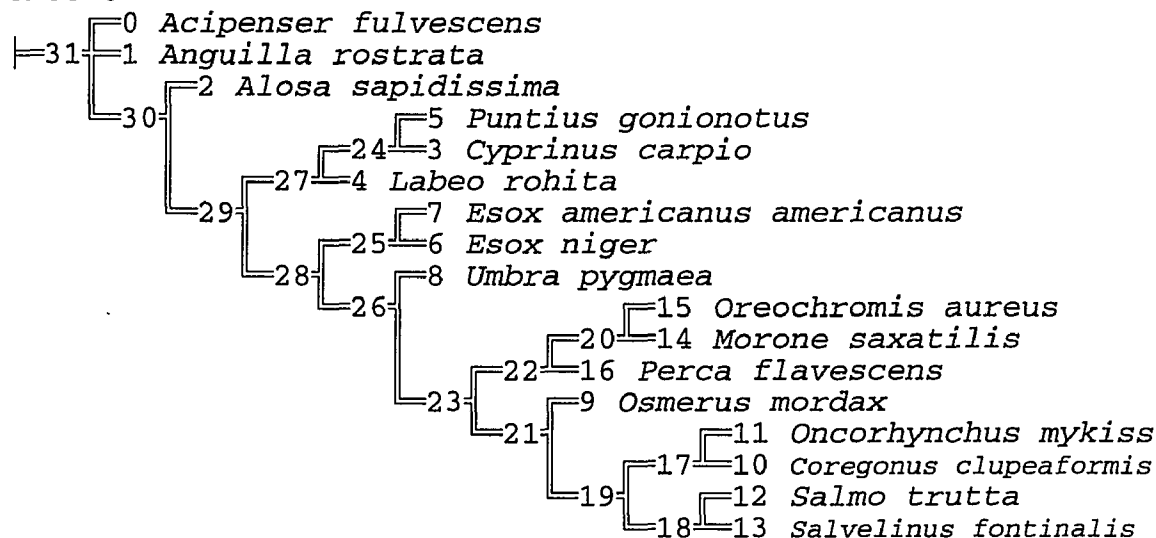 0 Acipenser fulvescens
31 1 Anguilla rostrata
2 Alosa sapidissima
30 5 Puntius gonionotus
24 3 Cyprinus carpio
27 4 Labeo rohita
29 7 Esox americanus americanus
25 6 Esox niger
28 8 Umbra pygmaea
26 15 Oreochromis aureus
20 14 Morone saxatilis
22 16 Perca flavescens
23 9 Osmerus mordax
21 11 Oncorhynchus mykiss
17 10 Coregonus clupeaformis
19 12 Salmo trutta
18 13 Salvelinus fontinalis